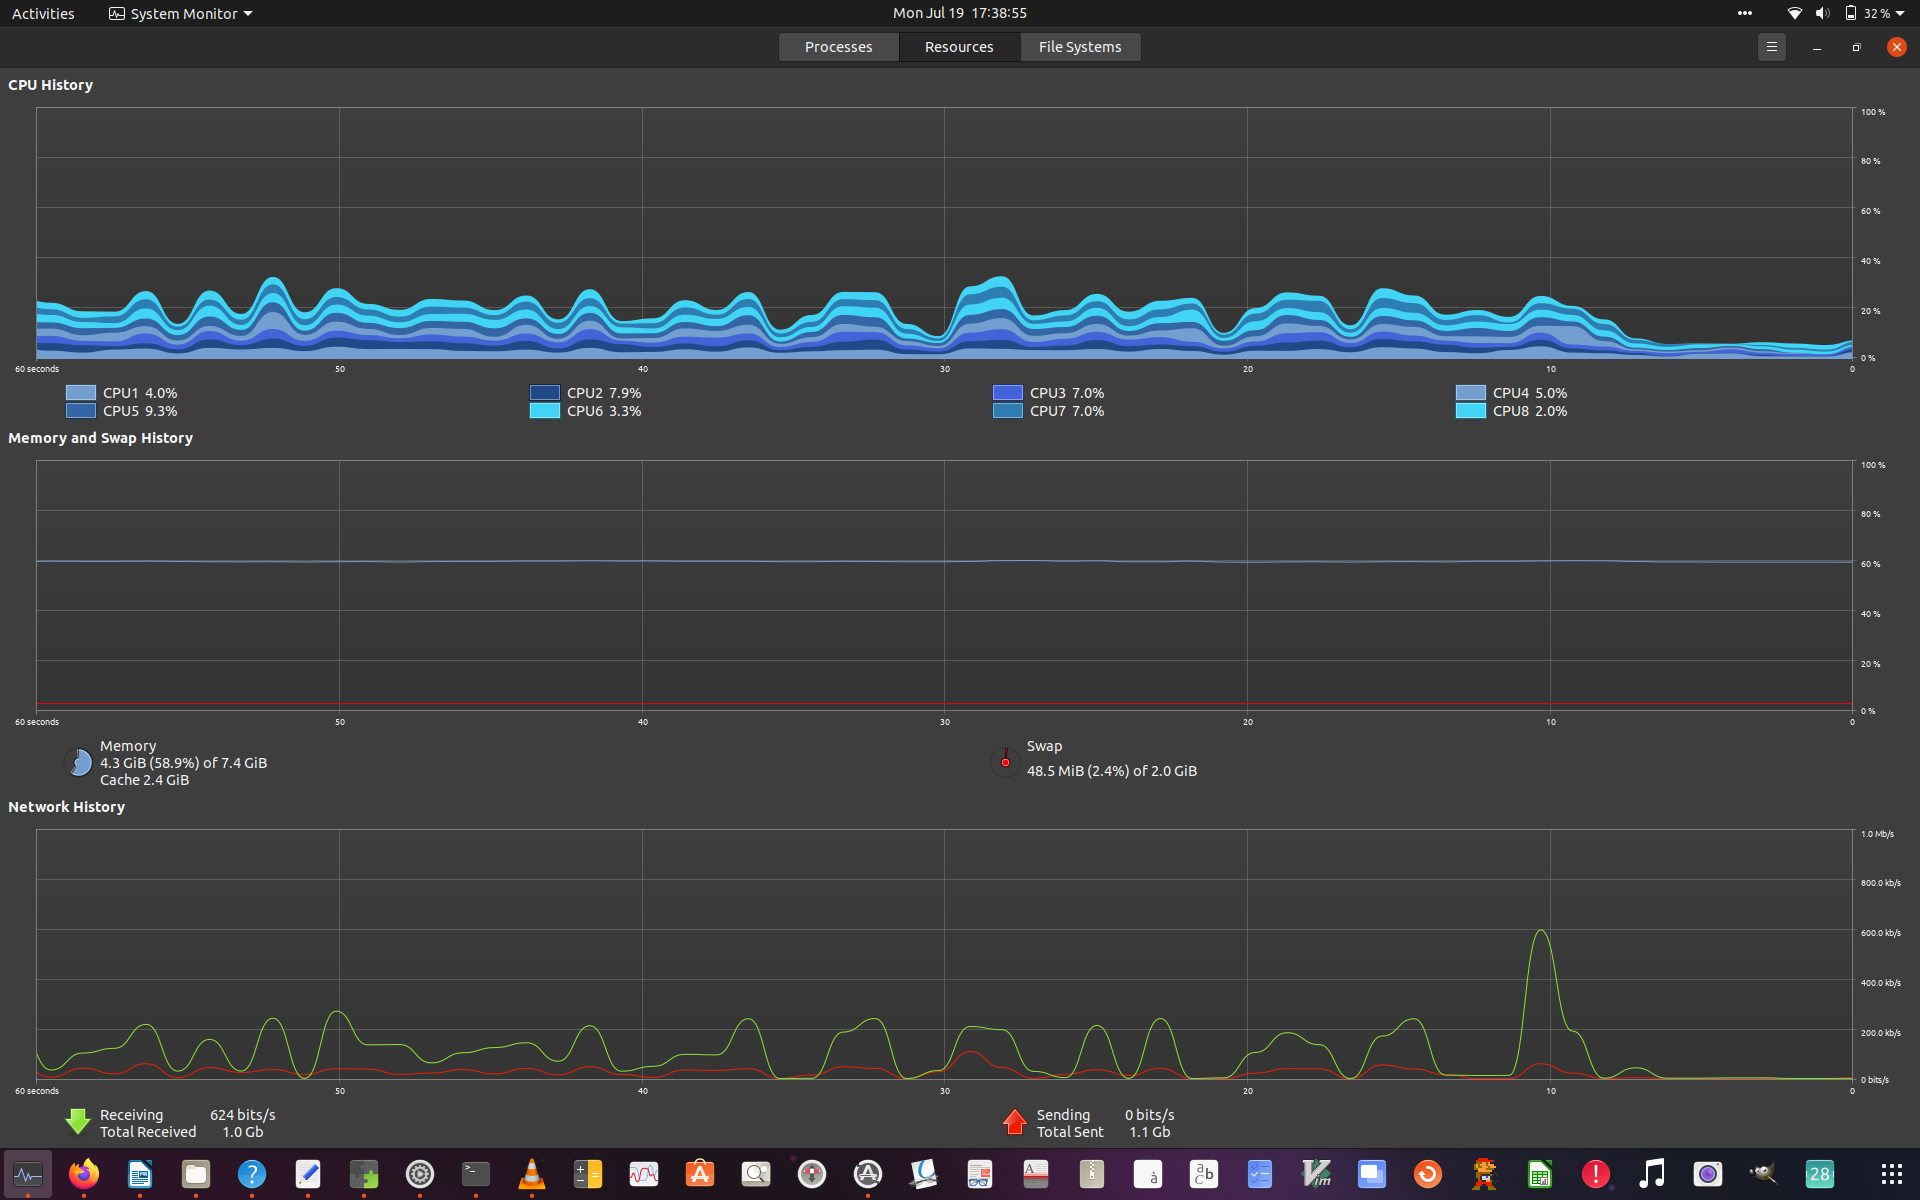 Activities
System Monitor
Mon Jul 19 17:38:55
32 %
Processes
Resources
File Systems
CPU History
100 %
80 %
60 %
40 %
20 %
0 %
60 seconds 50 40 30 20 10 0
CPU1 4.0% CPU2 7.9% CPU3 7.0% CPU4 5.0%
CPU5 9.3% CPU6 3.3% CPU7 7.0% CPU8 2.0%
Memory and Swap History
100 %
80 %
60 %
40 %
20 %
0 %
60 seconds 50 40 30 20 10 0
Memory
4.3 GiB (58.9%) of 7.4 GiB
Cache 2.4 GiB
Swap
48.5 MiB (2.4%) of 2.0 GiB
Network History
1.0 Mb/s
800.0 kb/s
600.0 kb/s
400.0 kb/s
200.0 kb/s
0 bits/s
60 seconds 50 40 30 20 10 0
Receiving 624 bits/s
Total Received 1.0 Gb
Sending 0 bits/s
Total Sent 1.1 Gb
?
>_
A
à
a b c
Vim
!
28